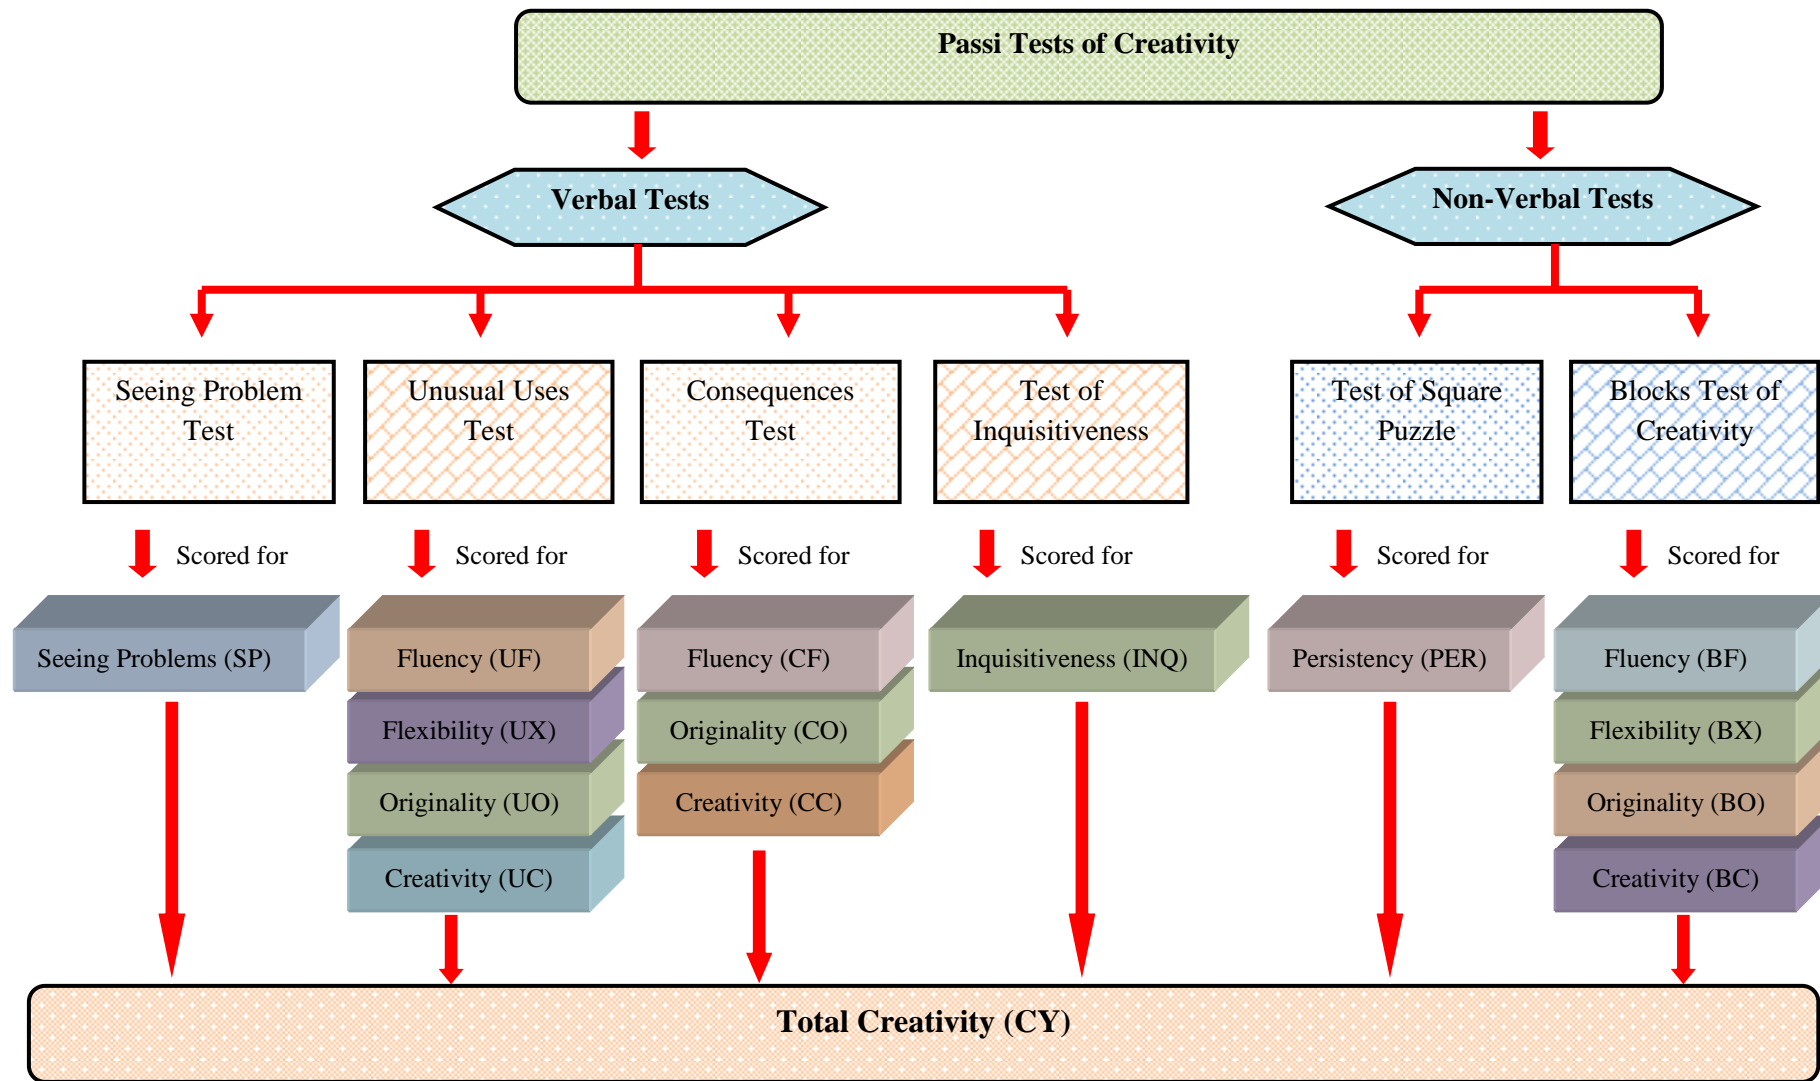 Passi Tests of Creativity
Verbal Tests
Non-Verbal Tests
Seeing Problem
Test
Unusual Uses
Test
Consequences
Test
Test of
Inquisitiveness
Test of Square
Puzzle
Blocks Test of
Creativity
Scored for
Scored for
Scored for
Scored for
Scored for
Scored for
Seeing Problems (SP)
Fluency (UF)
Flexibility (UX)
Originality (UO)
Creativity (UC)
Fluency (CF)
Originality (CO)
Creativity (CC)
Inquisitiveness (INQ)
Persistency (PER)
Fluency (BF)
Flexibility (BX)
Originality (BO)
Creativity (BC)
Total Creativity (CY)